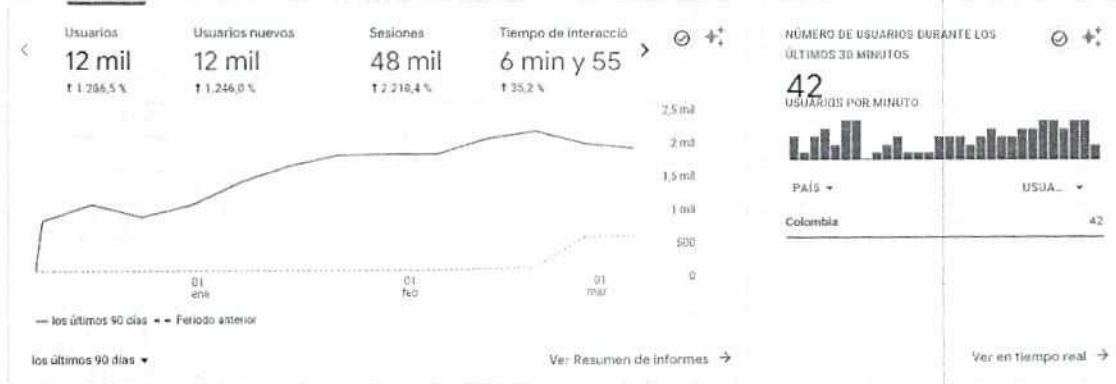 Usuarios
12 mil
↑ 1.286,5 %
Usuarios nuevos
12 mil
↑ 1.246,0 %
Sesiones
48 mil
↑ 2.218,4 %
Tiempo de interacció
6 min y 55
↑ 35,2 %
2,5 mil
2 mil
1,5 mil
1 mil
500
0
01
ene
01
feb
01
mar
los últimos 90 días
Periodo anterior
los últimos 90 días
Ver Resumen de informes →
NÚMERO DE USUARIOS DURANTE LOS
ÚLTIMOS 30 MINUTOS
42
USUARIOS POR MINUTO
PAÍS
USUA...
Colombia 42
Ver en tiempo real →